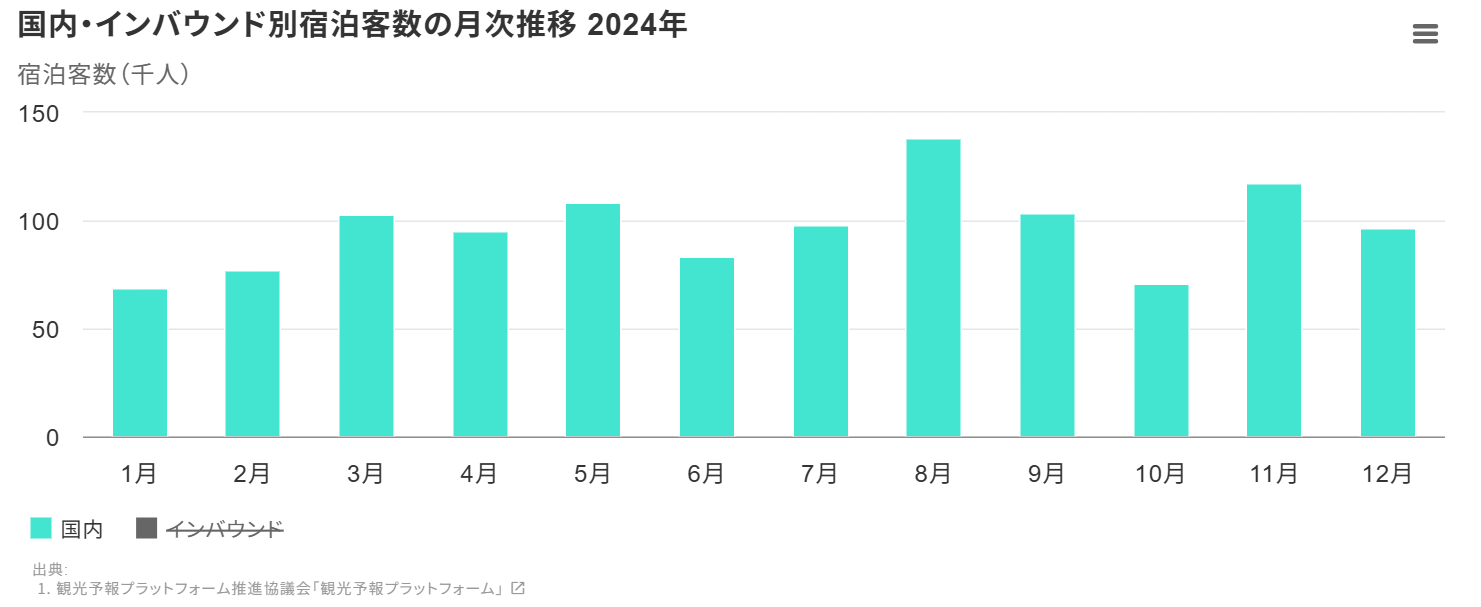 国内・インバウンド別宿泊客数の月次推移 2024年
宿泊客数（千人）
150
100
50
0
1月 2月 3月 4月 5月 6月 7月 8月 9月 10月 11月 12月
国内 インバウンド
出典:
1. 観光予報プラットフォーム推進協議会「観光予報プラットフォーム」